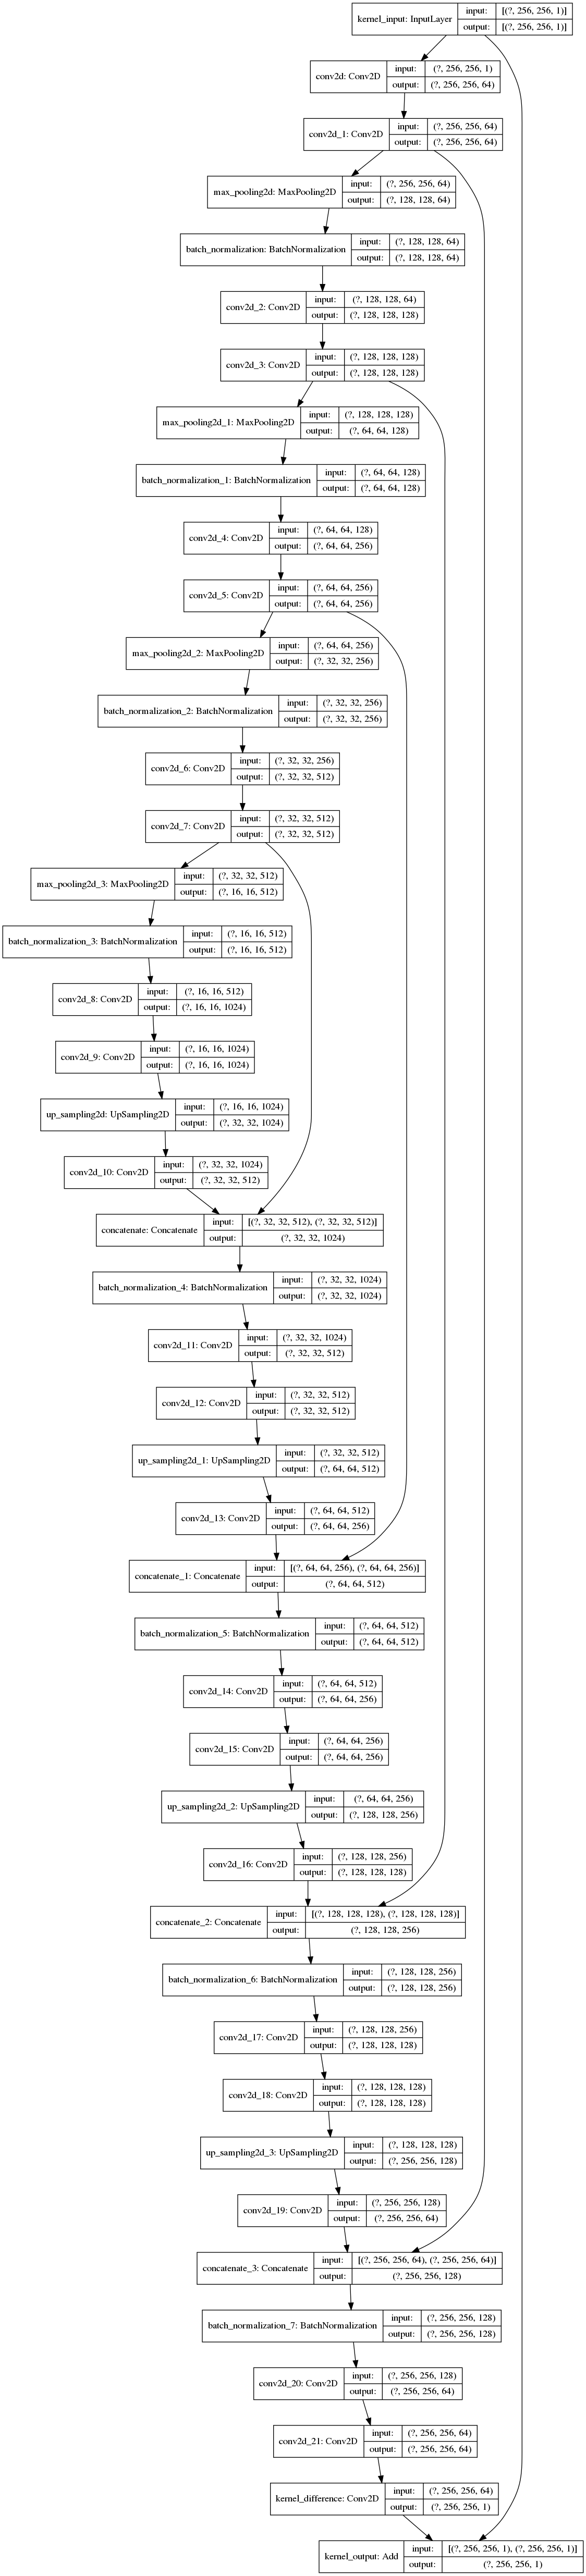 kernel_input: InputLayer input: [(?, 256, 256, 1)]
output: [(?, 256, 256, 1)]
conv2d: Conv2D input: (?, 256, 256, 1)
output: (?, 256, 256, 64)
conv2d_1: Conv2D input: (?, 256, 256, 64)
output: (?, 256, 256, 64)
max_pooling2d: MaxPooling2D input: (?, 256, 256, 64)
output: (?, 128, 128, 64)
batch_normalization: BatchNormalization input: (?, 128, 128, 64)
output: (?, 128, 128, 64)
conv2d_2: Conv2D input: (?, 128, 128, 64)
output: (?, 128, 128, 128)
conv2d_3: Conv2D input: (?, 128, 128, 128)
output: (?, 128, 128, 128)
max_pooling2d_1: MaxPooling2D input: (?, 128, 128, 128)
output: (?, 64, 64, 128)
batch_normalization_1: BatchNormalization input: (?, 64, 64, 128)
output: (?, 64, 64, 128)
conv2d_4: Conv2D input: (?, 64, 64, 128)
output: (?, 64, 64, 256)
conv2d_5: Conv2D input: (?, 64, 64, 256)
output: (?, 64, 64, 256)
max_pooling2d_2: MaxPooling2D input: (?, 64, 64, 256)
output: (?, 32, 32, 256)
batch_normalization_2: BatchNormalization input: (?, 32, 32, 256)
output: (?, 32, 32, 256)
conv2d_6: Conv2D input: (?, 32, 32, 256)
output: (?, 32, 32, 512)
conv2d_7: Conv2D input: (?, 32, 32, 512)
output: (?, 32, 32, 512)
max_pooling2d_3: MaxPooling2D input: (?, 32, 32, 512)
output: (?, 16, 16, 512)
batch_normalization_3: BatchNormalization input: (?, 16, 16, 512)
output: (?, 16, 16, 512)
conv2d_8: Conv2D input: (?, 16, 16, 512)
output: (?, 16, 16, 1024)
conv2d_9: Conv2D input: (?, 16, 16, 1024)
output: (?, 16, 16, 1024)
up_sampling2d: UpSampling2D input: (?, 16, 16, 1024)
output: (?, 32, 32, 1024)
conv2d_10: Conv2D input: (?, 32, 32, 1024)
output: (?, 32, 32, 512)
concatenate: Concatenate input: [(?, 32, 32, 512), (?, 32, 32, 512)]
output: (?, 32, 32, 1024)
batch_normalization_4: BatchNormalization input: (?, 32, 32, 1024)
output: (?, 32, 32, 1024)
conv2d_11: Conv2D input: (?, 32, 32, 1024)
output: (?, 32, 32, 512)
conv2d_12: Conv2D input: (?, 32, 32, 512)
output: (?, 32, 32, 512)
up_sampling2d_1: UpSampling2D input: (?, 32, 32, 512)
output: (?, 64, 64, 512)
conv2d_13: Conv2D input: (?, 64, 64, 512)
output: (?, 64, 64, 256)
concatenate_1: Concatenate input: [(?, 64, 64, 256), (?, 64, 64, 256)]
output: (?, 64, 64, 512)
batch_normalization_5: BatchNormalization input: (?, 64, 64, 512)
output: (?, 64, 64, 512)
conv2d_14: Conv2D input: (?, 64, 64, 512)
output: (?, 64, 64, 256)
conv2d_15: Conv2D input: (?, 64, 64, 256)
output: (?, 64, 64, 256)
up_sampling2d_2: UpSampling2D input: (?, 64, 64, 256)
output: (?, 128, 128, 256)
conv2d_16: Conv2D input: (?, 128, 128, 256)
output: (?, 128, 128, 128)
concatenate_2: Concatenate input: [(?, 128, 128, 128), (?, 128, 128, 128)]
output: (?, 128, 128, 256)
batch_normalization_6: BatchNormalization input: (?, 128, 128, 256)
output: (?, 128, 128, 256)
conv2d_17: Conv2D input: (?, 128, 128, 256)
output: (?, 128, 128, 128)
conv2d_18: Conv2D input: (?, 128, 128, 128)
output: (?, 128, 128, 128)
up_sampling2d_3: UpSampling2D input: (?, 128, 128, 128)
output: (?, 256, 256, 128)
conv2d_19: Conv2D input: (?, 256, 256, 128)
output: (?, 256, 256, 64)
concatenate_3: Concatenate input: [(?, 256, 256, 64), (?, 256, 256, 64)]
output: (?, 256, 256, 128)
batch_normalization_7: BatchNormalization input: (?, 256, 256, 128)
output: (?, 256, 256, 128)
conv2d_20: Conv2D input: (?, 256, 256, 128)
output: (?, 256, 256, 64)
conv2d_21: Conv2D input: (?, 256, 256, 64)
output: (?, 256, 256, 64)
kernel_difference: Conv2D input: (?, 256, 256, 64)
output: (?, 256, 256, 1)
kernel_output: Add input: [(?, 256, 256, 1), (?, 256, 256, 1)]
output: (?, 256, 256, 1)